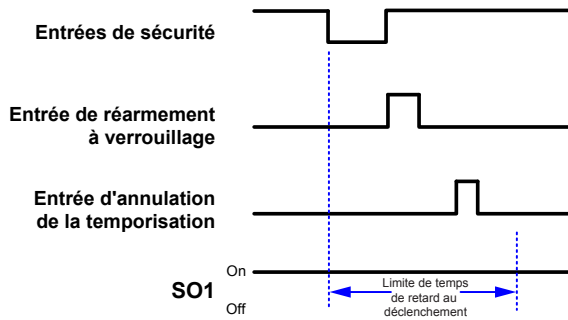 Entrées de sécurité
Entrée de réarmement
à verrouillage
Entrée d'annulation
de la temporisation
SO1
On
Off
Limite de temps
de retard au
déclenchement